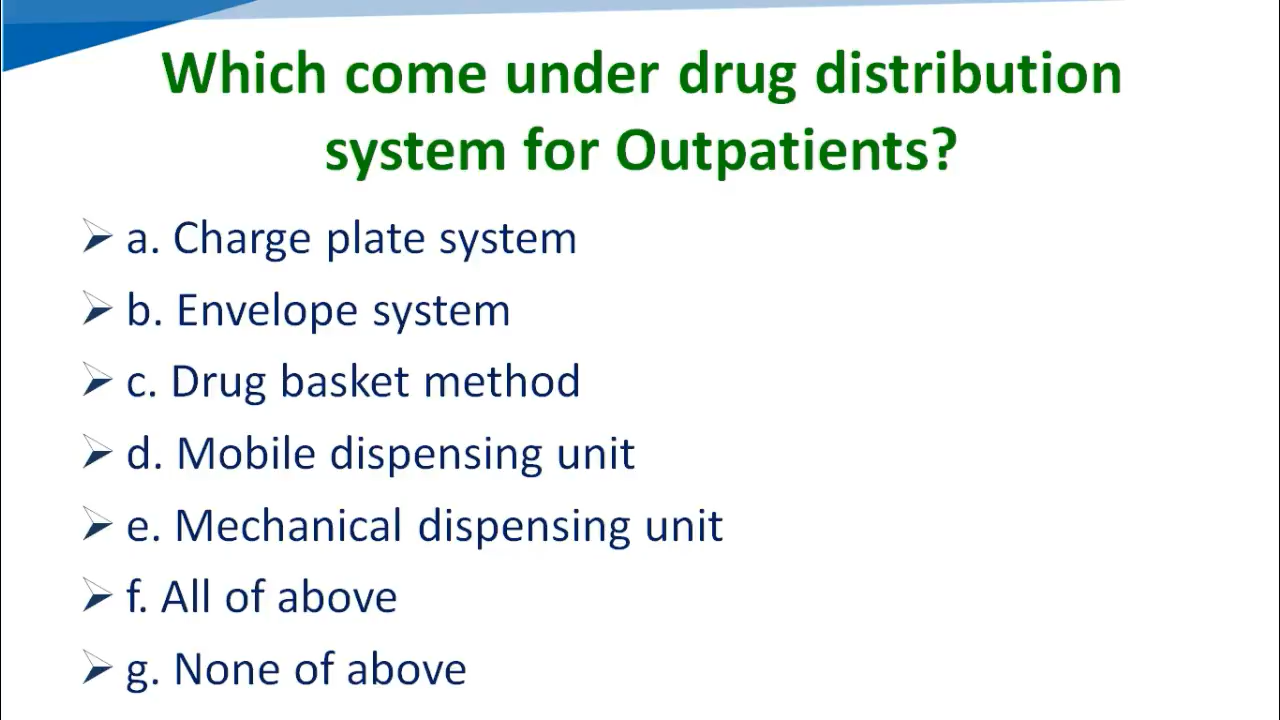 Which come under drug distribution
system for Outpatients?
a. Charge plate system
b. Envelope system
c. Drug basket method
d. Mobile dispensing unit
e. Mechanical dispensing unit
f. All of above
g. None of above